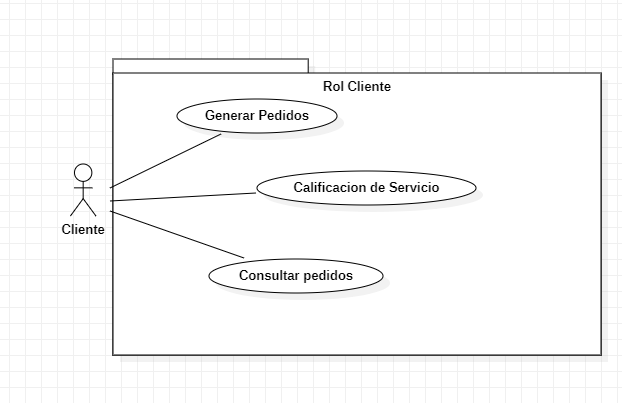 Rol Cliente
Generar Pedidos
Calificacion de Servicio
Cliente
Consultar pedidos